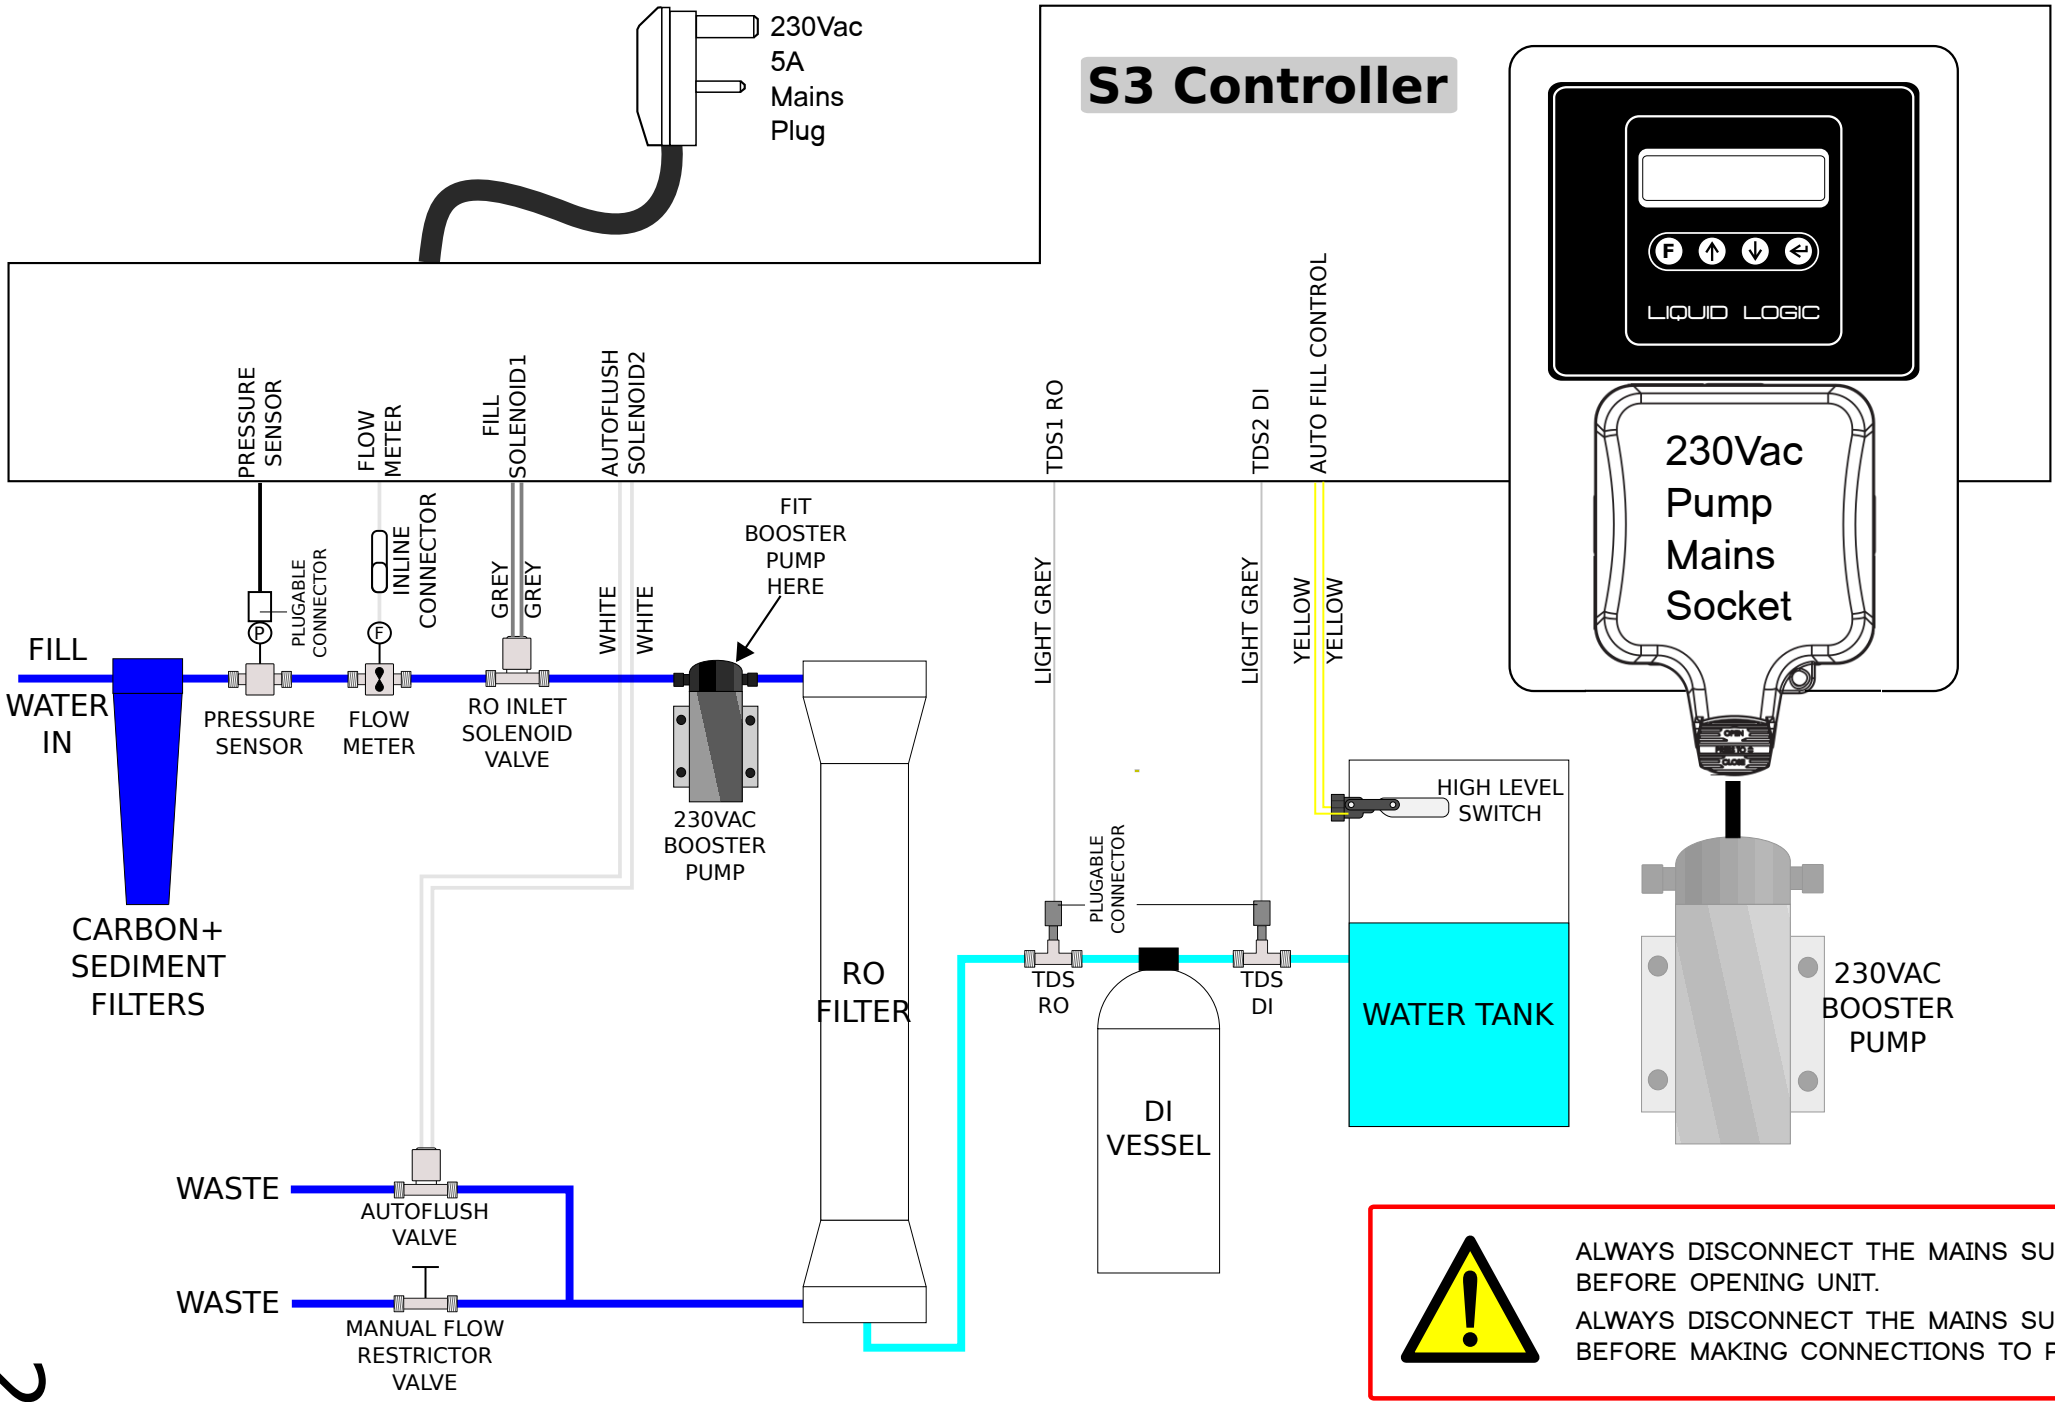 230Vac
5A
Mains
Plug
S3 Controller
F
LIQUID LOGIC
230Vac
Pump
Mains
Socket
OPEN
CLOSE
PRESSURE
SENSOR
FLOW
METER
FILL
SOLENOID1
AUTOFLUSH
SOLENOID2
TDS1 RO
TDS2 DI
AUTO FILL CONTROL
PLUGABLE
CONNECTOR
INLINE
CONNECTOR
GREY
GREY
WHITE
WHITE
FIT
BOOSTER
PUMP
HERE
LIGHT GREY
LIGHT GREY
YELLOW
YELLOW
P
F
FILL
WATER
IN
PRESSURE
SENSOR
FLOW
METER
RO INLET
SOLENOID
VALVE
230VAC
BOOSTER
PUMP
CARBON+
SEDIMENT
FILTERS
RO
FILTER
PLUGABLE
CONNECTOR
TDS
RO
TDS
DI
HIGH LEVEL
SWITCH
WATER TANK
DI
VESSEL
230VAC
BOOSTER
PUMP
WASTE
AUTOFLUSH
VALVE
WASTE
MANUAL FLOW
RESTRICTOR
VALVE
ALWAYS DISCONNECT THE MAINS SU
BEFORE OPENING UNIT.
ALWAYS DISCONNECT THE MAINS SU
BEFORE MAKING CONNECTIONS TO
2